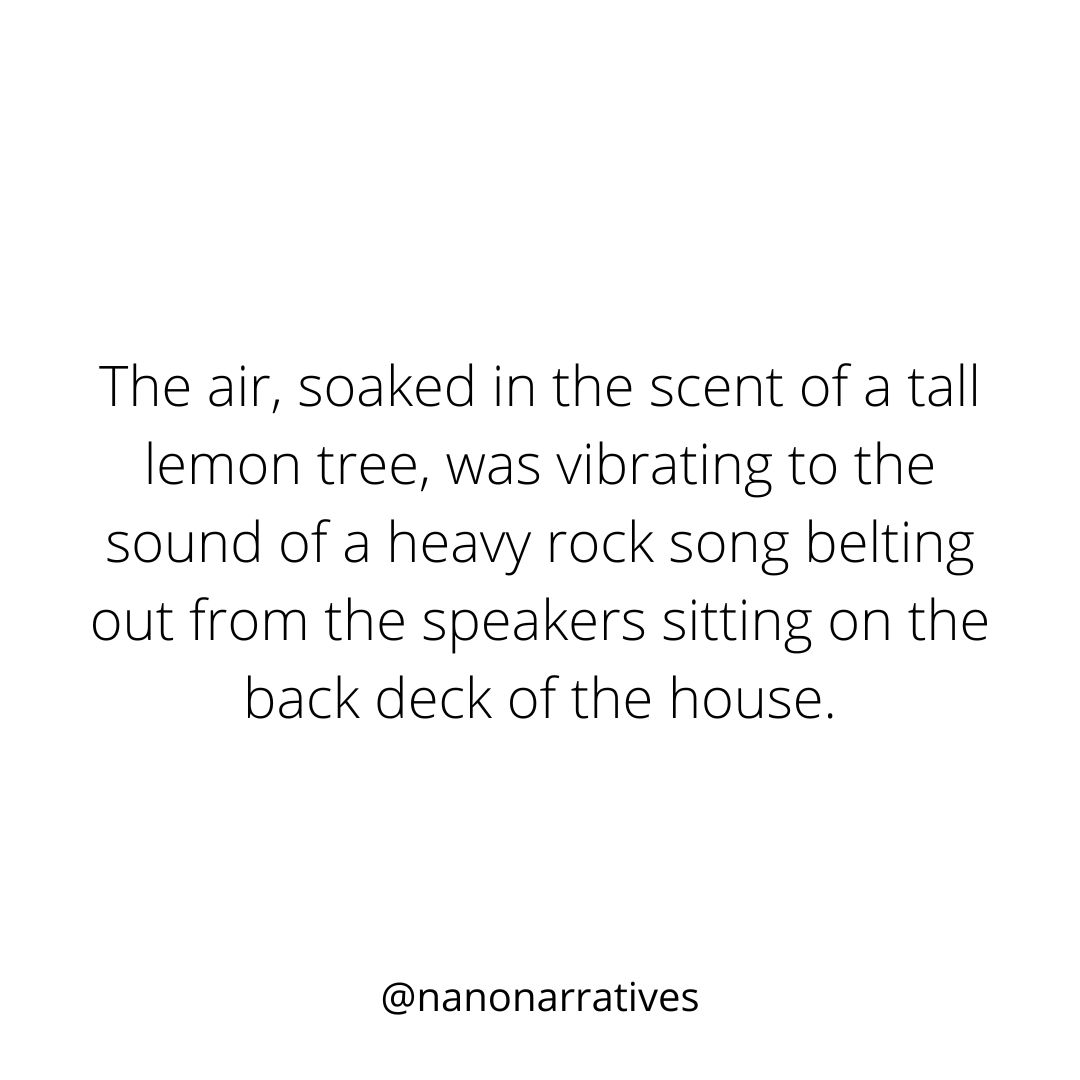 The air, soaked in the scent of a tall
lemon tree, was vibrating to the
sound of a heavy rock song belting
out from the speakers sitting on the
back deck of the house.
@nanonarratives